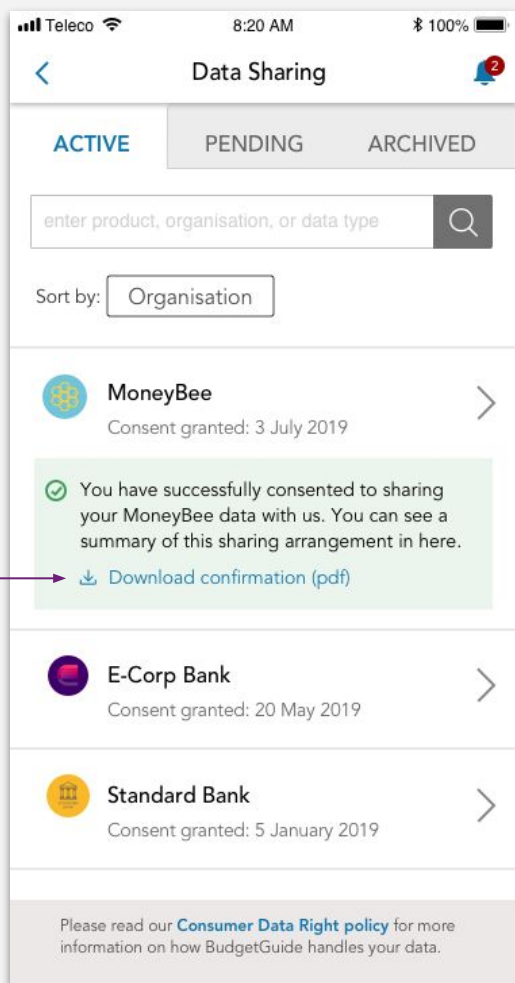 Teleco 8:20 AM 100%
Data Sharing 2
ACTIVE PENDING ARCHIVED
enter product, organisation, or data type
Sort by: Organisation
MoneyBee
Consent granted: 3 July 2019
You have successfully consented to sharing
your MoneyBee data with us. You can see a
summary of this sharing arrangement in here.
Download confirmation (pdf)
E-Corp Bank
Consent granted: 20 May 2019
Standard Bank
Consent granted: 5 January 2019
Please read our Consumer Data Right policy for more
information on how BudgetGuide handles your data.